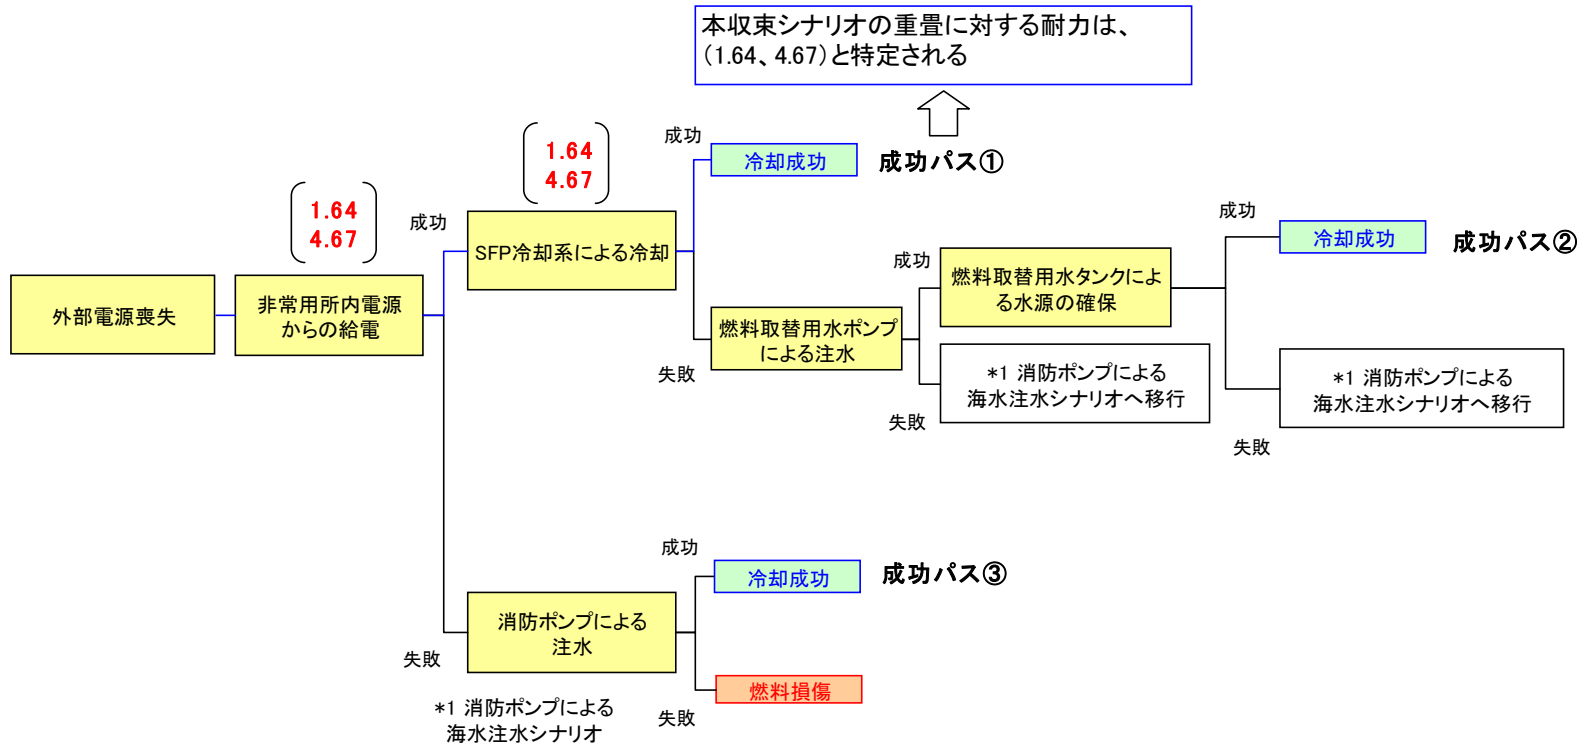 本収束シナリオの重畳に対する耐力は、
（1.64、4.67）と特定される
成功
冷却成功
成功パス①
1.64
4.67
1.64
4.67
成功
SFP冷却系による冷却
外部電源喪失
非常用所内電源
からの給電
失敗
燃料取替用水ポンプ
による注水
成功
燃料取替用水タンクによ
る水源の確保
失敗
*1 消防ポンプによる
海水注水シナリオへ移行
成功
冷却成功
成功パス②
失敗
*1 消防ポンプによる
海水注水シナリオへ移行
失敗
消防ポンプによる
注水
*1 消防ポンプによる
海水注水シナリオ
成功
冷却成功
成功パス③
失敗
燃料損傷